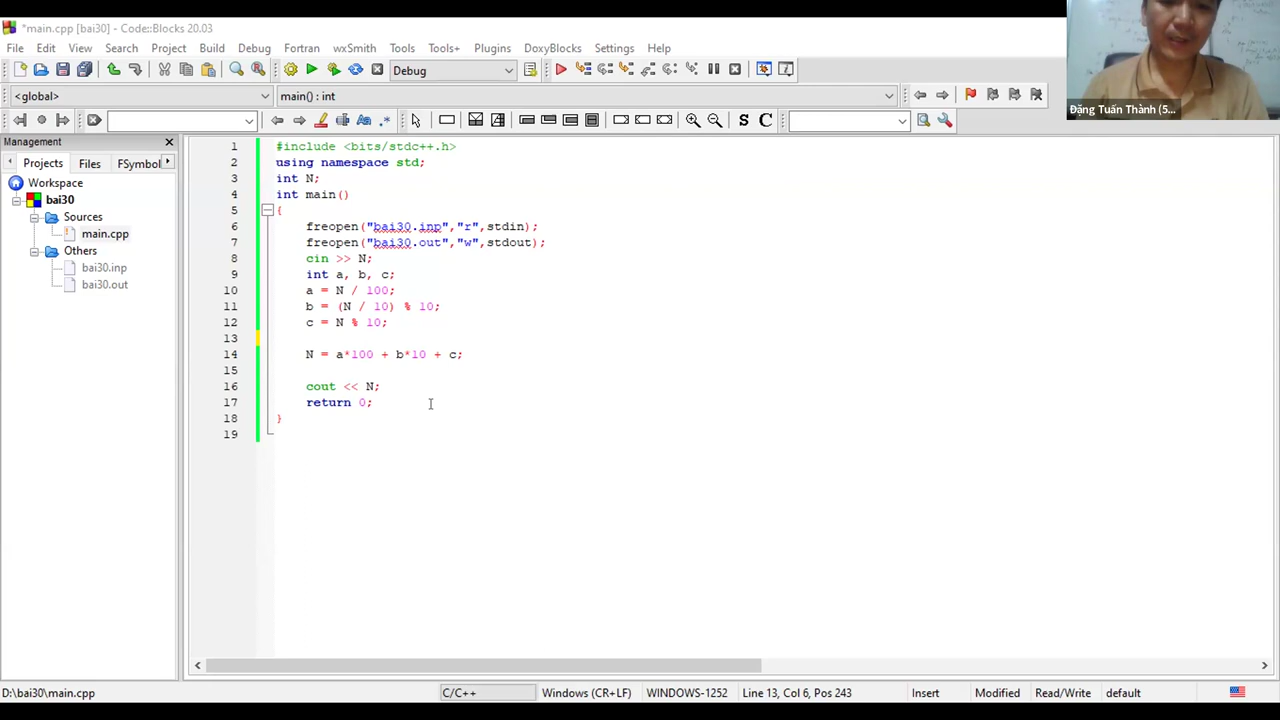 *main.cpp [bai30] - Code::Blocks 20.03
File Edit View Search Project Build Debug Fortran wxSmith Tools Tools+ Plugins DoxyBlocks Settings Help
Debug
<global> main() : int
S C
Đặng Tuấn Thành (5...
Management
Projects Files FSymbol
Workspace
bai30
Sources
main.cpp
Others
bai30.inp
bai30.out
1 #include <bits/stdc++.h>
2 using namespace std;
3 int N;
4 int main()
5 {
6 freopen("bai30.inp","r",stdin);
7 freopen("bai30.out","w",stdout);
8 cin >> N;
9 int a, b, c;
10 a = N / 100;
11 b = (N / 10) % 10;
12 c = N % 10;
13
14 N = a*100 + b*10 + c;
15
16 cout << N;
17 return 0;
18 }
19
D:\bai30\main.cpp C/C++ Windows (CR+LF) WINDOWS-1252 Line 13, Col 6, Pos 243 Insert Modified Read/Write default